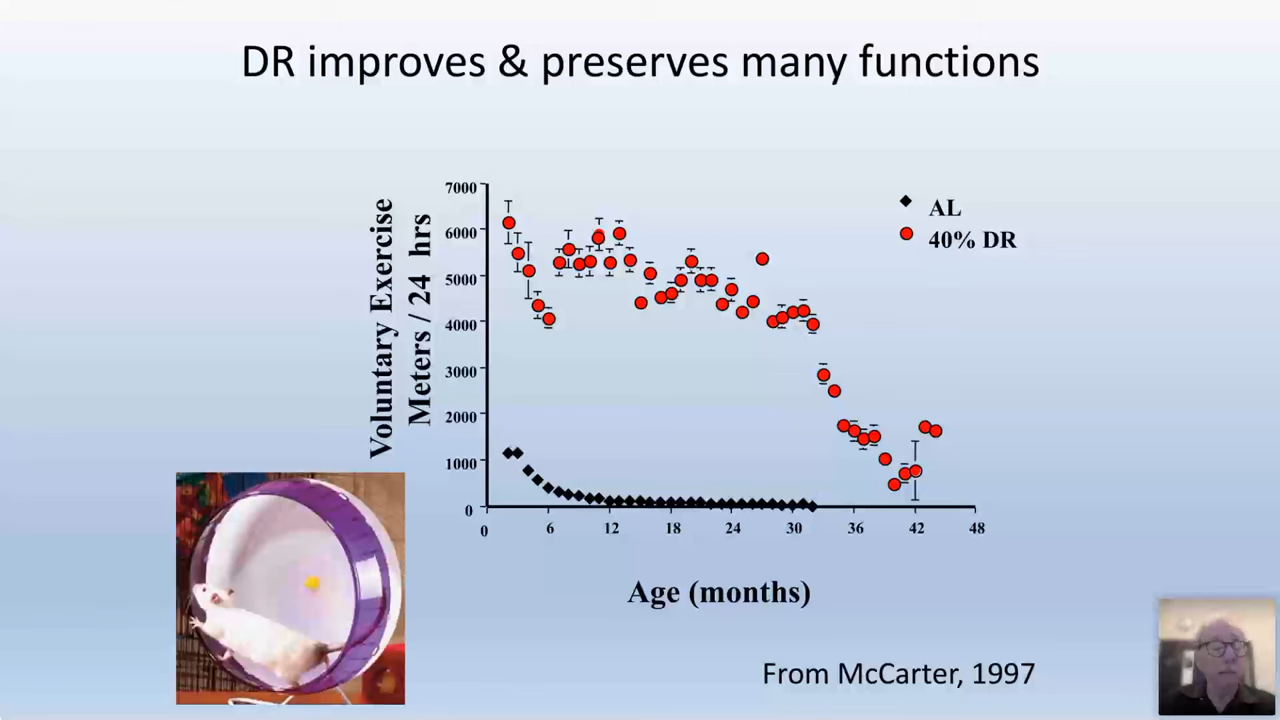 DR improves & preserves many functions
Voluntary Exercise
Meters / 24 hrs
7000
6000
5000
4000
3000
2000
1000
0
AL
40% DR
0 6 12 18 24 30 36 42 48
Age (months)
From McCarter, 1997